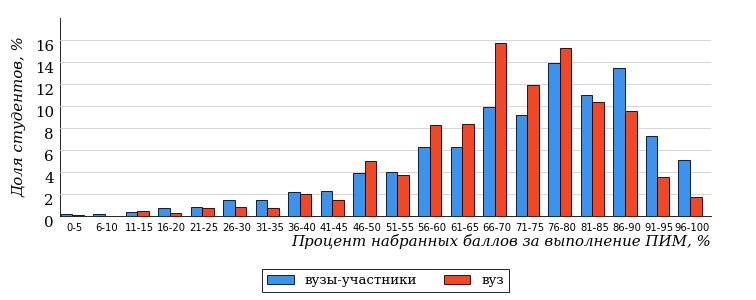 Доля студентов, %
16
14
12
10
8
6
4
2
0
0-5 6-10 11-15 16-20 21-25 26-30 31-35 36-40 41-45 46-50 51-55 56-60 61-65 66-70 71-75 76-80 81-85 86-90 91-95 96-100
Процент набранных баллов за выполнение ПИМ, %
вузы-участники вуз